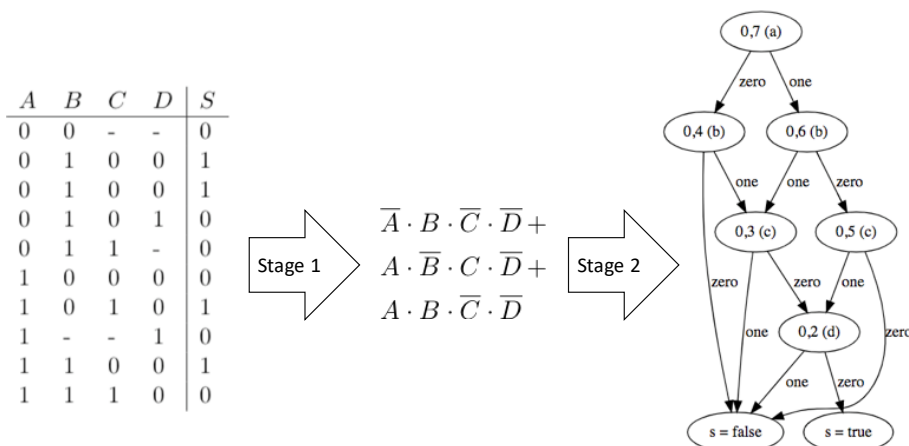 A B C D S
0 0 - - 0
0 1 0 0 1
0 1 0 0 1
0 1 0 1 0
0 1 1 - 0
1 0 0 0 0
1 0 1 0 1
1 - - 1 0
1 1 0 0 1
1 1 1 0 0
Stage 1
A̅ · B · C̅ · D̅ +
A · B̅ · C · D̅ +
A · B · C̅ · D̅
Stage 2
0,7 (a)
zero one
0,4 (b) 0,6 (b)
one one zero
0,3 (c) 0,5 (c)
zero zero one
0,2 (d)
one zero
one zero
s = false s = true